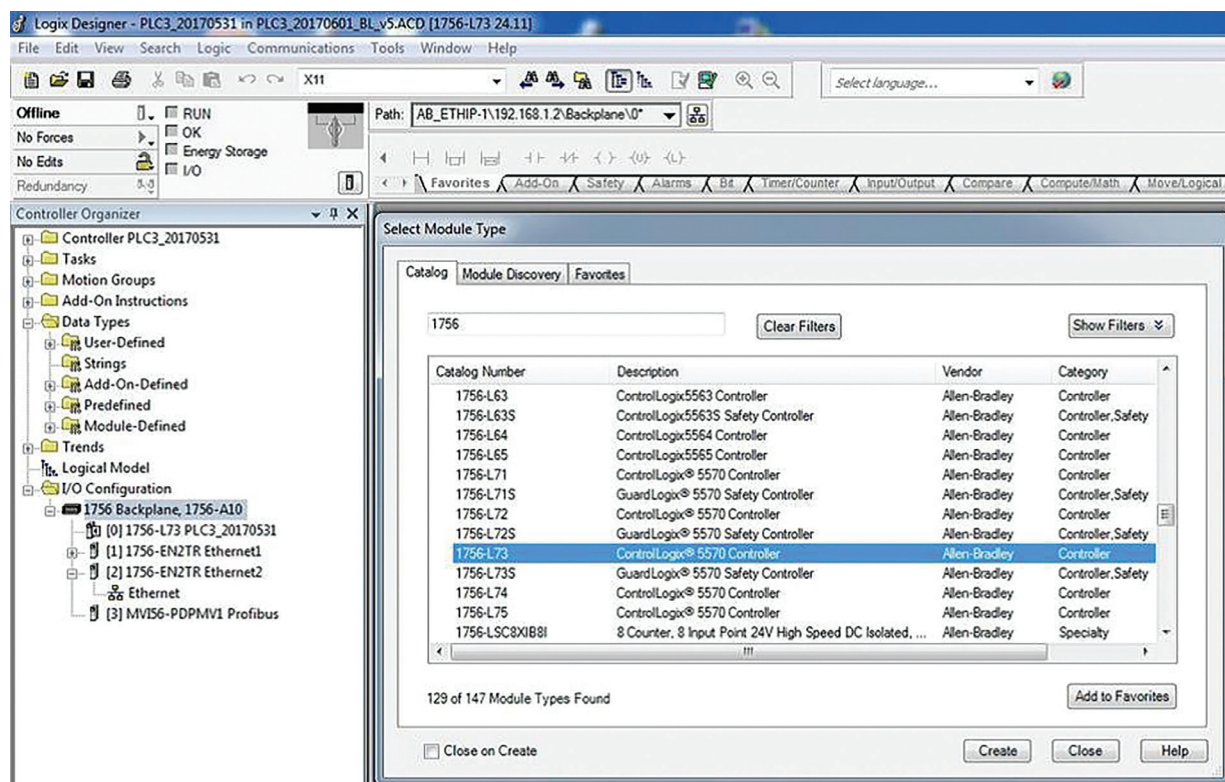 Logix Designer - PLC3_20170531 in PLC3_20170601_BL_v5.ACD [1756-L73 24.11]
File Edit View Search Logic Communications Tools Window Help
X11
Select language...
Offline
RUN
No Forces
OK
No Edits
Energy Storage
Redundancy
I/O
Path: AB_ETHIP-1\192.168.1.2\Backplane\0*
Favorites Add-On Safety Alarms Bit Timer/Counter Input/Output Compare Compute/Math Move/Logical
Controller Organizer
Controller PLC3_20170531
Tasks
Motion Groups
Add-On Instructions
Data Types
User-Defined
Strings
Add-On-Defined
Predefined
Module-Defined
Trends
Logical Model
I/O Configuration
1756 Backplane, 1756-A10
[0] 1756-L73 PLC3_20170531
[1] 1756-EN2TR Ethernet1
[2] 1756-EN2TR Ethernet2
Ethernet
[3] MVI56-PDPMV1 Profibus
Select Module Type
Catalog Module Discovery Favorites
1756 Clear Filters Show Filters
Catalog Number Description Vendor Category
1756-L63 ControlLogix5563 Controller Allen-Bradley Controller
1756-L63S ControlLogix5563S Safety Controller Allen-Bradley Controller,Safety
1756-L64 ControlLogix5564 Controller Allen-Bradley Controller
1756-L65 ControlLogix5565 Controller Allen-Bradley Controller
1756-L71 ControlLogix® 5570 Controller Allen-Bradley Controller
1756-L71S GuardLogix® 5570 Safety Controller Allen-Bradley Controller,Safety
1756-L72 ControlLogix® 5570 Controller Allen-Bradley Controller
1756-L72S GuardLogix® 5570 Safety Controller Allen-Bradley Controller,Safety
1756-L73 ControlLogix® 5570 Controller Allen-Bradley Controller
1756-L73S GuardLogix® 5570 Safety Controller Allen-Bradley Controller,Safety
1756-L74 ControlLogix® 5570 Controller Allen-Bradley Controller
1756-L75 ControlLogix® 5570 Controller Allen-Bradley Controller
1756-LSC8XIB8I 8 Counter, 8 Input Point 24V High Speed DC Isolated, ... Allen-Bradley Specialty
129 of 147 Module Types Found
Add to Favorites
Close on Create
Create Close Help